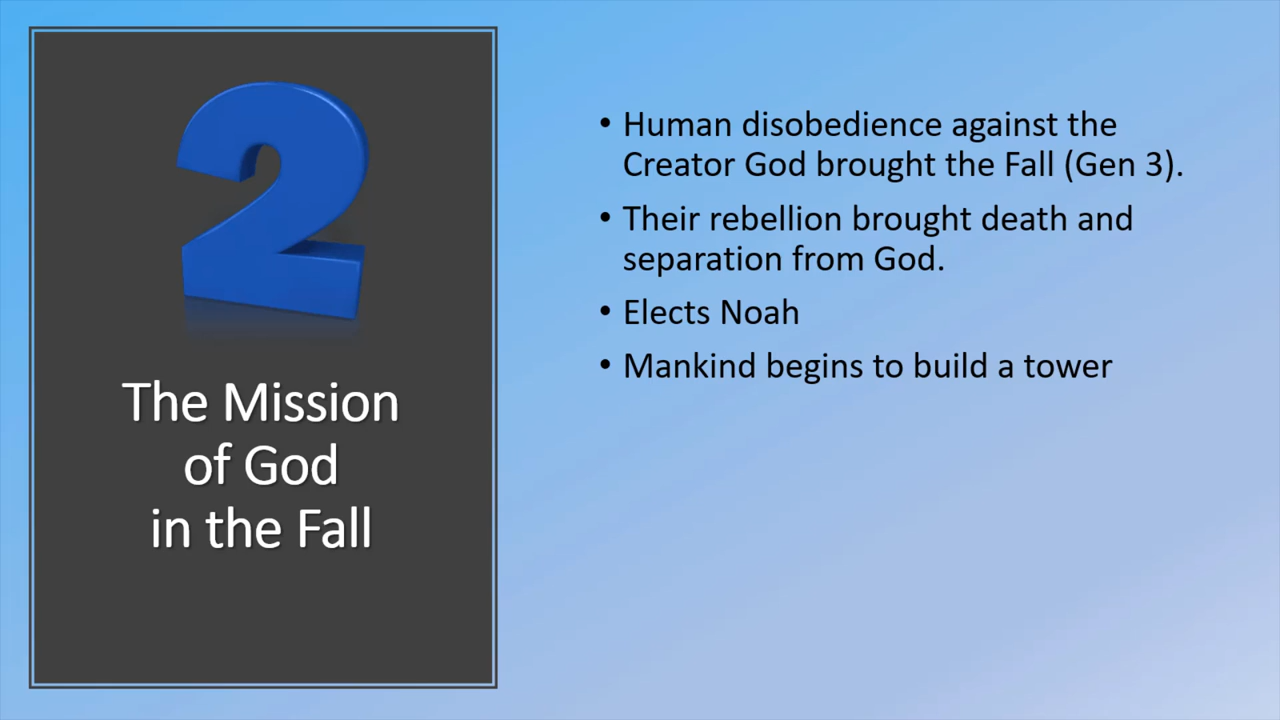 2
The Mission
of God
in the Fall
• Human disobedience against the
Creator God brought the Fall (Gen 3).
• Their rebellion brought death and
separation from God.
• Elects Noah
• Mankind begins to build a tower